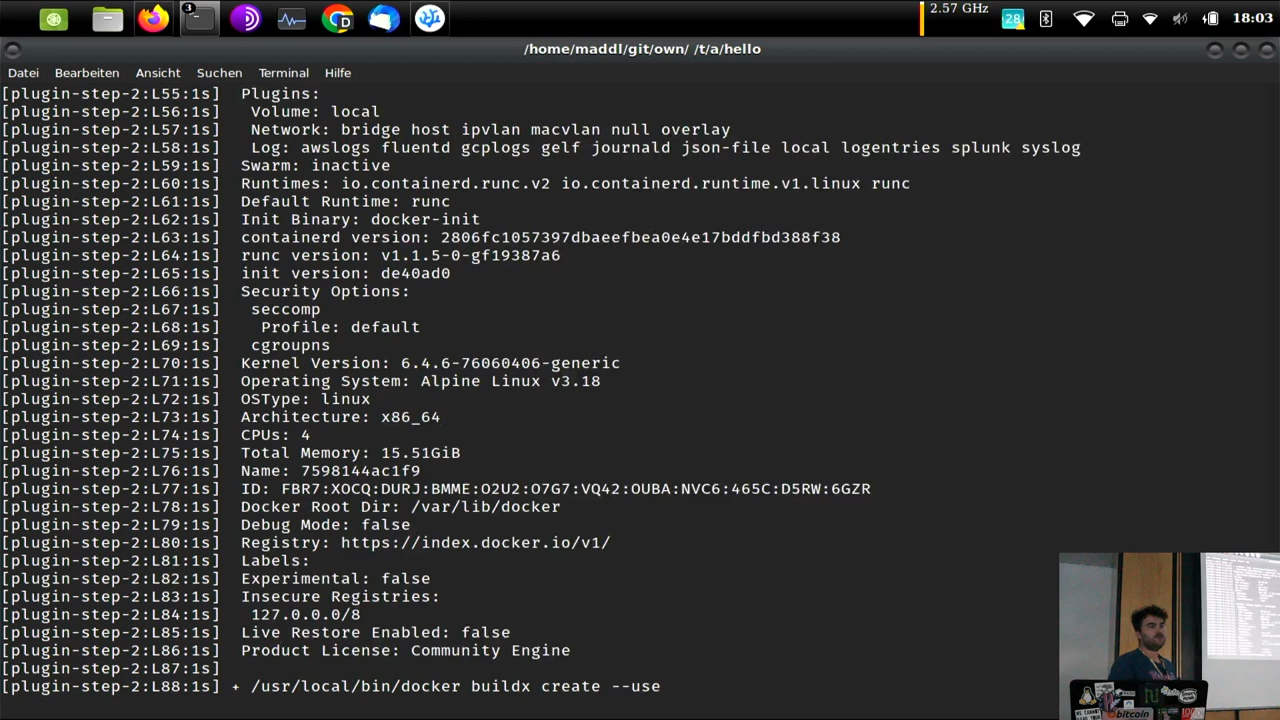 3
2.57 GHz
28
18:03
/home/maddl/git/own/ /t/a/hello
Datei Bearbeiten Ansicht Suchen Terminal Hilfe
[plugin-step-2:L55:1s] Plugins:
[plugin-step-2:L56:1s] Volume: local
[plugin-step-2:L57:1s] Network: bridge host ipvlan macvlan null overlay
[plugin-step-2:L58:1s] Log: awslogs fluentd gcplogs gelf journald json-file local logentries splunk syslog
[plugin-step-2:L59:1s] Swarm: inactive
[plugin-step-2:L60:1s] Runtimes: io.containerd.runc.v2 io.containerd.runtime.v1.linux runc
[plugin-step-2:L61:1s] Default Runtime: runc
[plugin-step-2:L62:1s] Init Binary: docker-init
[plugin-step-2:L63:1s] containerd version: 2806fc1057397dbaeefbea0e4e17bddfbd388f38
[plugin-step-2:L64:1s] runc version: v1.1.5-0-gf19387a6
[plugin-step-2:L65:1s] init version: de40ad0
[plugin-step-2:L66:1s] Security Options:
[plugin-step-2:L67:1s] seccomp
[plugin-step-2:L68:1s] Profile: default
[plugin-step-2:L69:1s] cgroupns
[plugin-step-2:L70:1s] Kernel Version: 6.4.6-76060406-generic
[plugin-step-2:L71:1s] Operating System: Alpine Linux v3.18
[plugin-step-2:L72:1s] OSType: linux
[plugin-step-2:L73:1s] Architecture: x86_64
[plugin-step-2:L74:1s] CPUs: 4
[plugin-step-2:L75:1s] Total Memory: 15.51GiB
[plugin-step-2:L76:1s] Name: 7598144ac1f9
[plugin-step-2:L77:1s] ID: FBR7:XOCQ:DURJ:BMME:O2U2:O7G7:VQ42:OUBA:NVC6:465C:D5RW:6GZR
[plugin-step-2:L78:1s] Docker Root Dir: /var/lib/docker
[plugin-step-2:L79:1s] Debug Mode: false
[plugin-step-2:L80:1s] Registry: https://index.docker.io/v1/
[plugin-step-2:L81:1s] Labels:
[plugin-step-2:L82:1s] Experimental: false
[plugin-step-2:L83:1s] Insecure Registries:
[plugin-step-2:L84:1s] 127.0.0.0/8
[plugin-step-2:L85:1s] Live Restore Enabled: false
[plugin-step-2:L86:1s] Product License: Community Engine
[plugin-step-2:L87:1s]
[plugin-step-2:L88:1s] + /usr/local/bin/docker buildx create --use
bitcoin